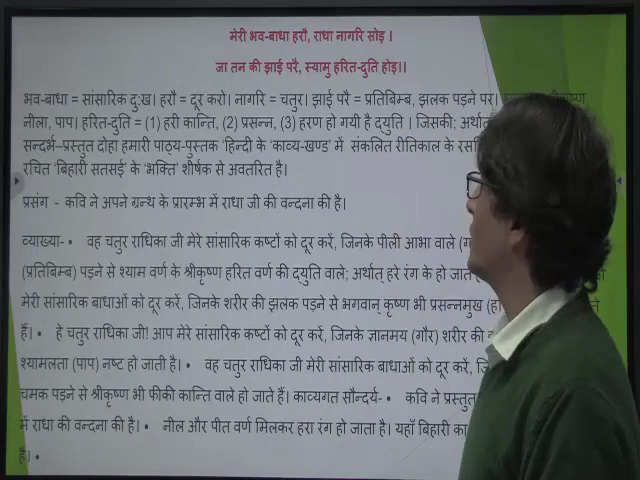 मेरी भव-बाधा हरौ, राधा नागरि सोइ ।
जा तन की झाई परै, स्यामु हरित-दुति होइ।।
भव-बाधा = सांसारिक दुःख। हरौ = दूर करो। नागरि = चतुर। झाई परै = प्रतिबिम्ब, झलक पड़ने पर।
नीला, पाप। हरित-दुति = (1) हरी कान्ति, (2) प्रसन्न, (3) हरण हो गयी है द्युति । जिसकी; अर्थात्
सन्दर्भ–प्रस्तुत दोहा हमारी पाठ्य-पुस्तक 'हिन्दी के 'काव्य-खण्ड' में संकलित रीतिकाल के
रचित 'बिहारी सतसई' के 'भक्ति' शीर्षक से अवतरित है।
प्रसंग - कवि ने अपने ग्रन्थ के प्रारम्भ में राधा जी की वन्दना की है।
व्याख्या- • वह चतुर राधिका जी मेरे सांसारिक कष्टों को दूर करें, जिनके पीली आभा वाले
(प्रतिबिम्ब) पड़ने से श्याम वर्ण के श्रीकृष्ण हरित वर्ण की द्युति वाले; अर्थात् हरे रंग के हो जाते
मेरी सांसारिक बाधाओं को दूर करें, जिनके शरीर की झलक पड़ने से भगवान् कृष्ण भी प्रसन्नमुख
हैं। • हे चतुर राधिका जी! आप मेरे सांसारिक कष्टों को दूर करें, जिनके ज्ञानमय (गौर) शरीर की
श्यामलता (पाप) नष्ट हो जाती है। • वह चतुर राधिका जी मेरी सांसारिक बाधाओं को दूर करें,
चमक पड़ने से श्रीकृष्ण भी फीकी कान्ति वाले हो जाते हैं। काव्यगत सौन्दर्य- • कवि ने प्रस्तुत
में राधा की वन्दना की है। • नील और पीत वर्ण मिलकर हरा रंग हो जाता है। यहाँ बिहारी का
है। •